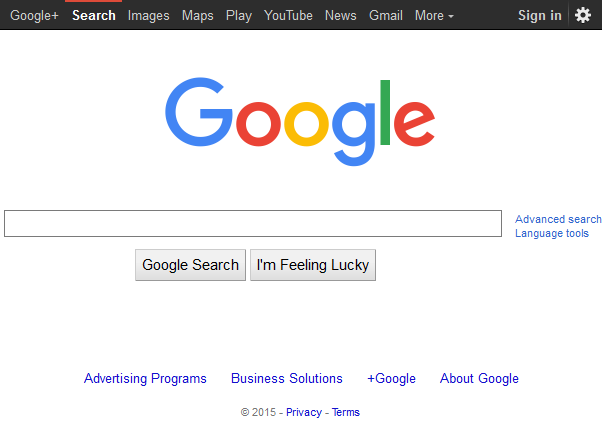 Google+ Search Images Maps Play YouTube News Gmail More Sign in
Google
Advanced search
Language tools
Google Search I'm Feeling Lucky
Advertising Programs Business Solutions +Google About Google
© 2015 - Privacy - Terms